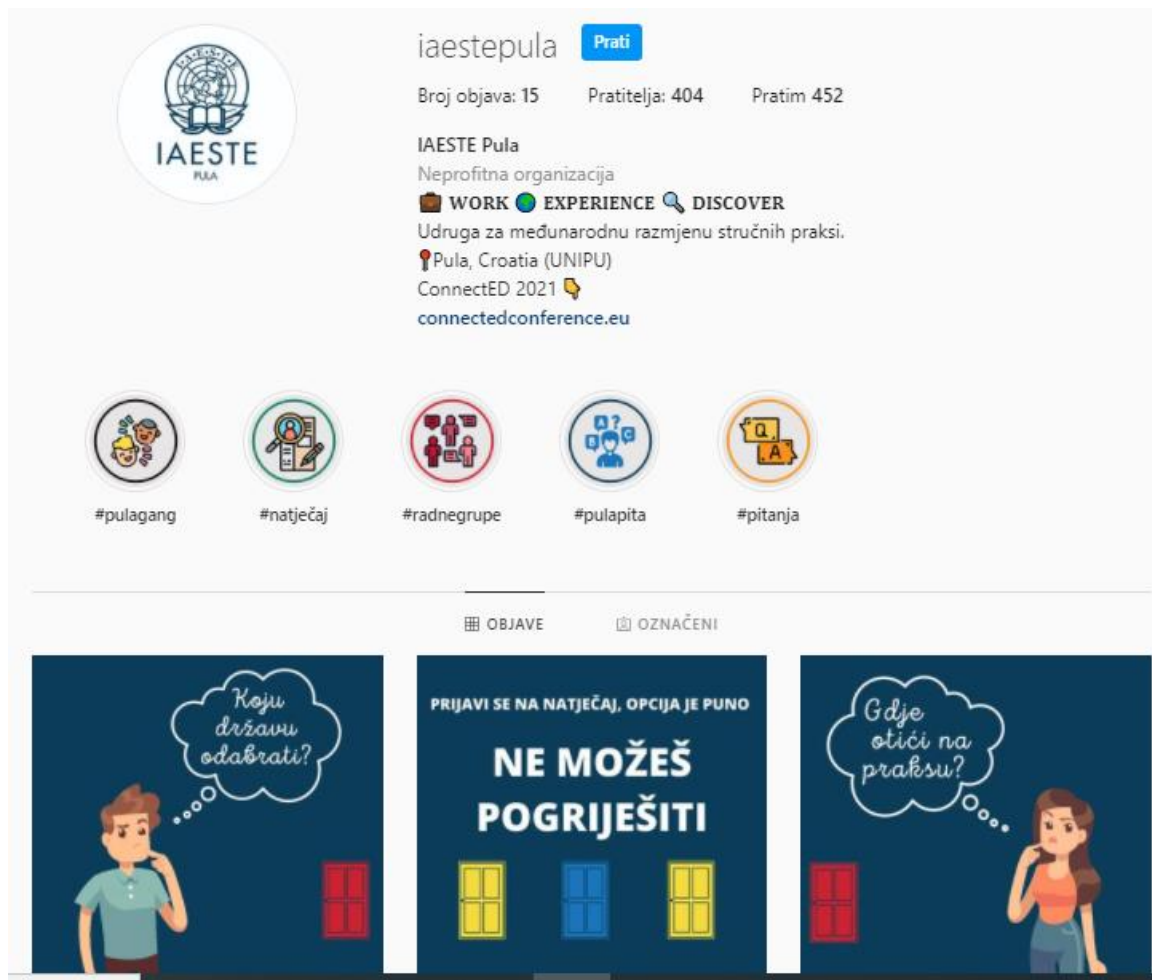 I.A.E.S.T.E
IAESTE
PULA
iaestepula Prati
Broj objava: 15 Pratitelja: 404 Pratim 452
IAESTE Pula
Neprofitna organizacija
💼 WORK 🌍 EXPERIENCE 🔍 DISCOVER
Udruga za međunarodnu razmjenu stručnih praksi.
📍Pula, Croatia (UNIPU)
ConnectED 2021 👇
connectedconference.eu
A?
B C
Q
A
#pulagang #natječaj #radnegrupe #pulapita #pitanja
OBJAVE OZNAČENI
Koju
državu
odabrati?
PRIJAVI SE NA NATJEČAJ, OPCIJA JE PUNO
NE MOŽEŠ
POGRIJEŠITI
Gdje
otići na
praksu?